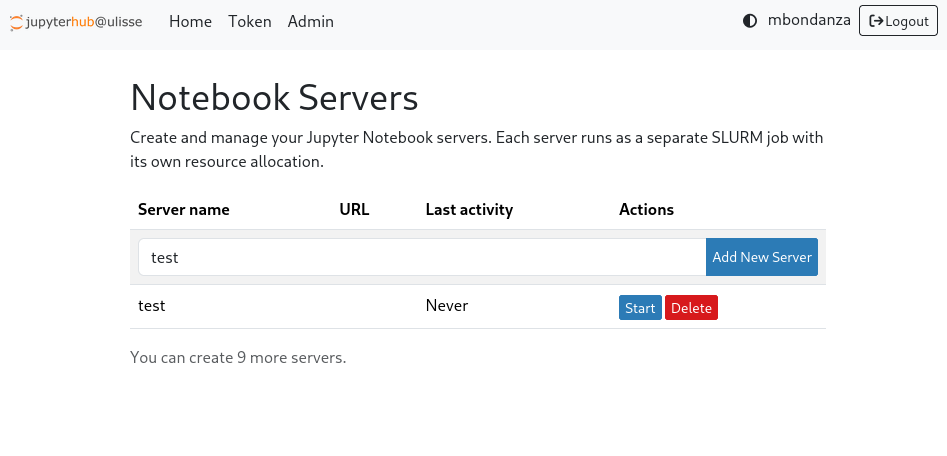 jupyterhub@ulisse Home Token Admin mbondanza Logout
Notebook Servers
Create and manage your Jupyter Notebook servers. Each server runs as a separate SLURM job with
its own resource allocation.
Server name URL Last activity Actions
test Add New Server
test Never Start Delete
You can create 9 more servers.